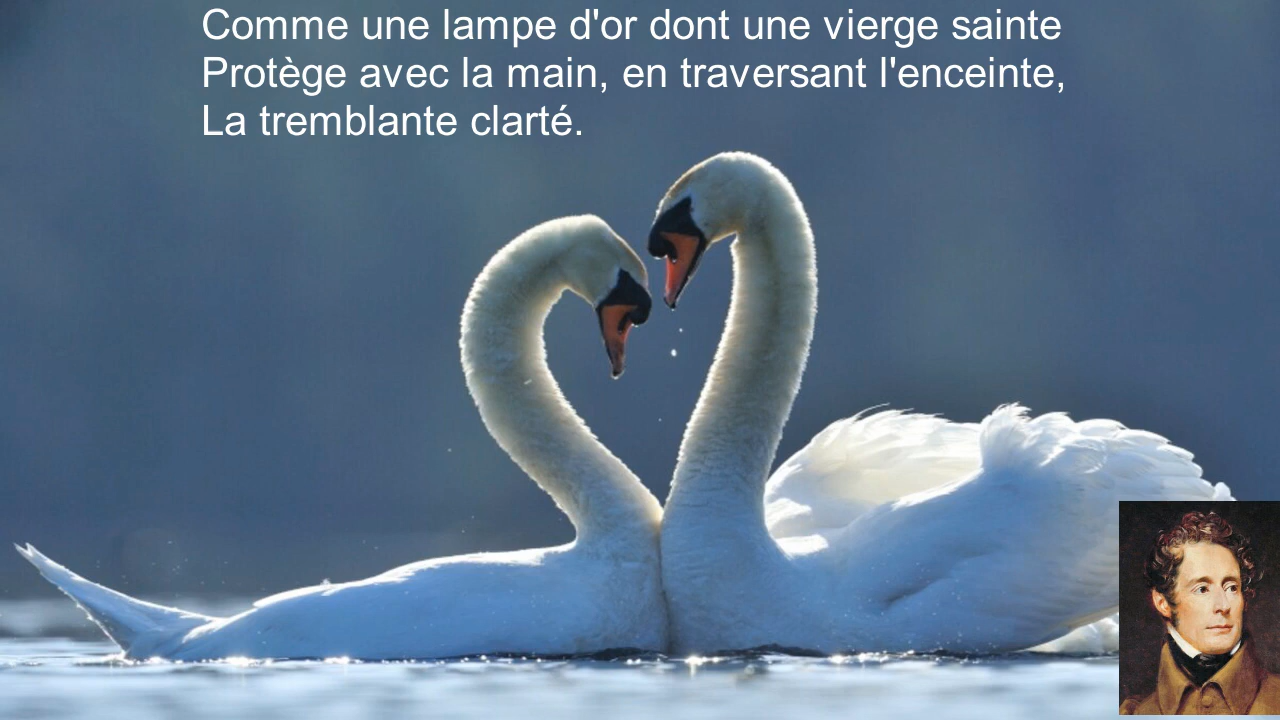 Comme une lampe d'or dont une vierge sainte
Protège avec la main, en traversant l'enceinte,
La tremblante clarté.